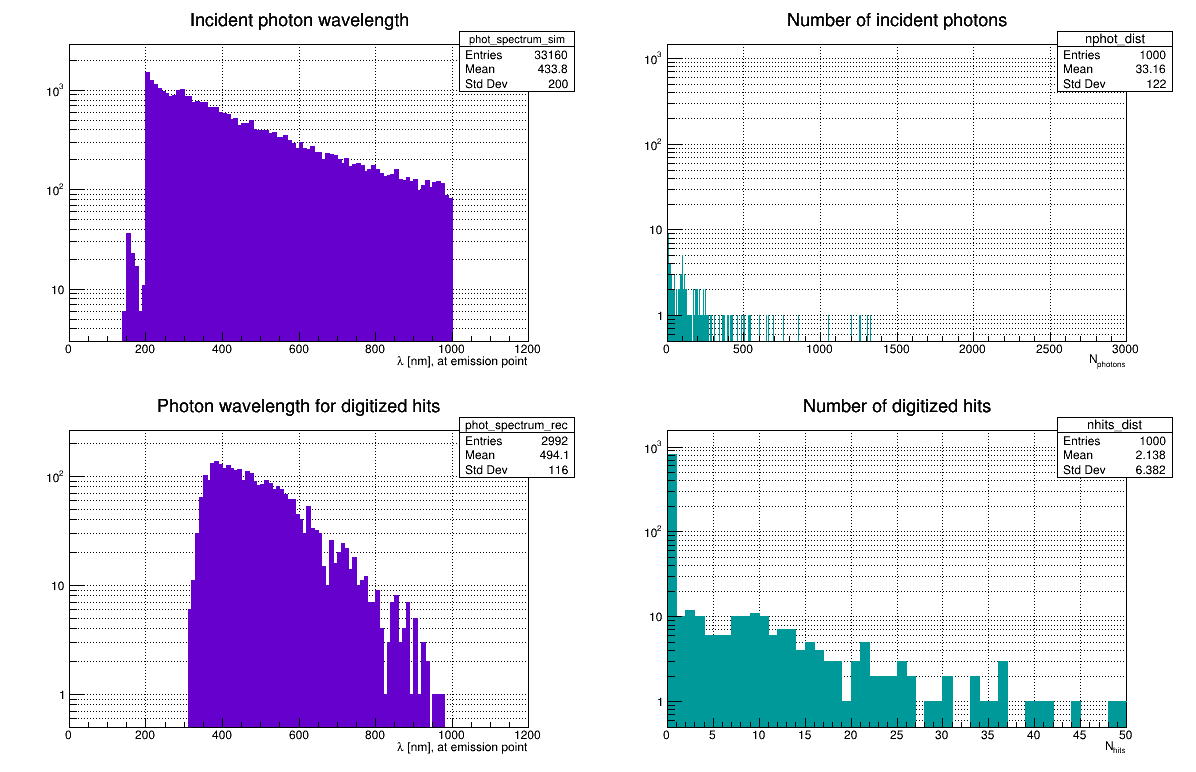 Incident photon wavelength
phot_spectrum_sim
Entries 33160
Mean 433.8
Std Dev 200
10³
10²
10
0 200 400 600 800 1000 1200
λ [nm], at emission point
Number of incident photons
nphot_dist
Entries 1000
Mean 33.16
Std Dev 122
10³
10²
10
1
0 500 1000 1500 2000 2500 3000
N_photons
Photon wavelength for digitized hits
phot_spectrum_rec
Entries 2992
Mean 494.1
Std Dev 116
10²
10
1
0 200 400 600 800 1000 1200
λ [nm], at emission point
Number of digitized hits
nhits_dist
Entries 1000
Mean 2.138
Std Dev 6.382
10³
10²
10
1
0 5 10 15 20 25 30 35 40 45 50
N_hits